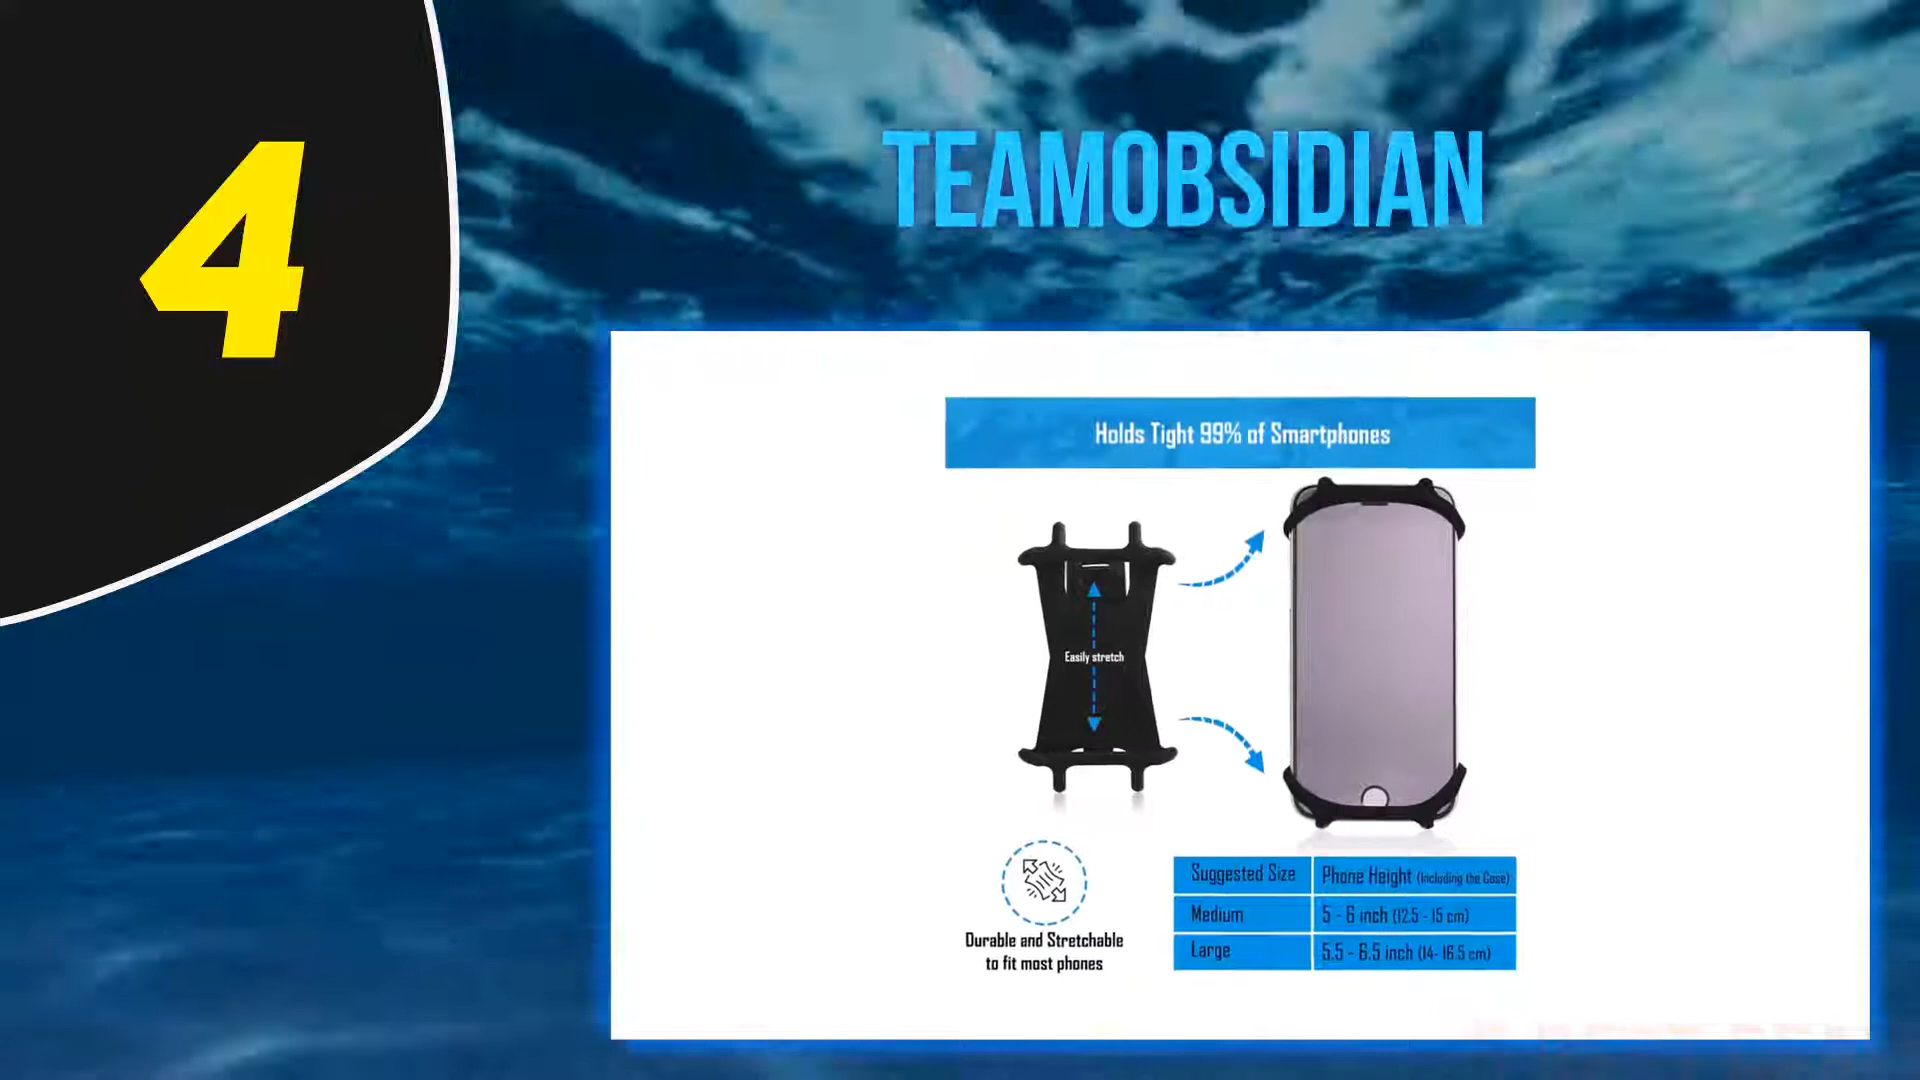 4
TEAMOBSIDIAN
Holds Tight 99% of Smartphones
Easily stretch
Durable and Stretchable
to fit most phones
Suggested Size Phone Height (Including the Case)
Medium 5 - 6 inch (12.5 - 15 cm)
Large 5.5 - 6.5 inch (14- 16.5 cm)